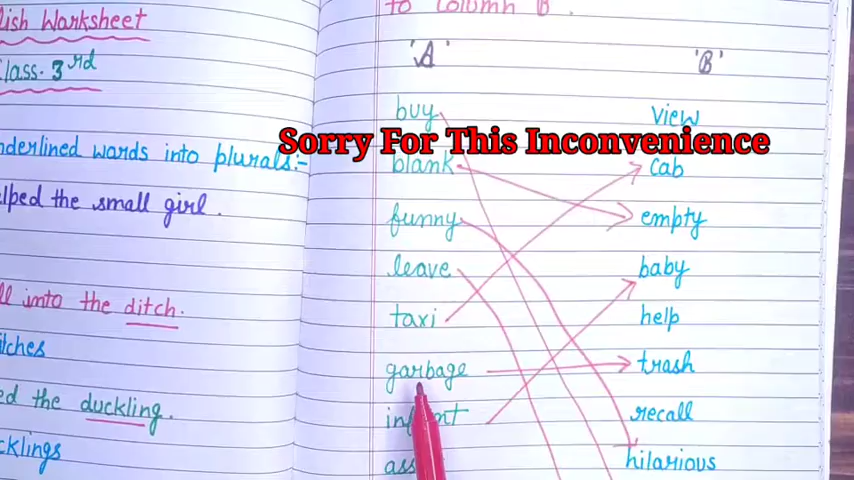 lish Worksheet
Class- 3rd
nderlined words into plurals:-
elped the small girl.
ll into the ditch.
itches
ed the duckling.
cklings
to Column B.
'A' 'B'
buy view
Sorry For This Inconvenience
blank cab
funny empty
leave baby
taxi help
garbage trash
recall
hilarious